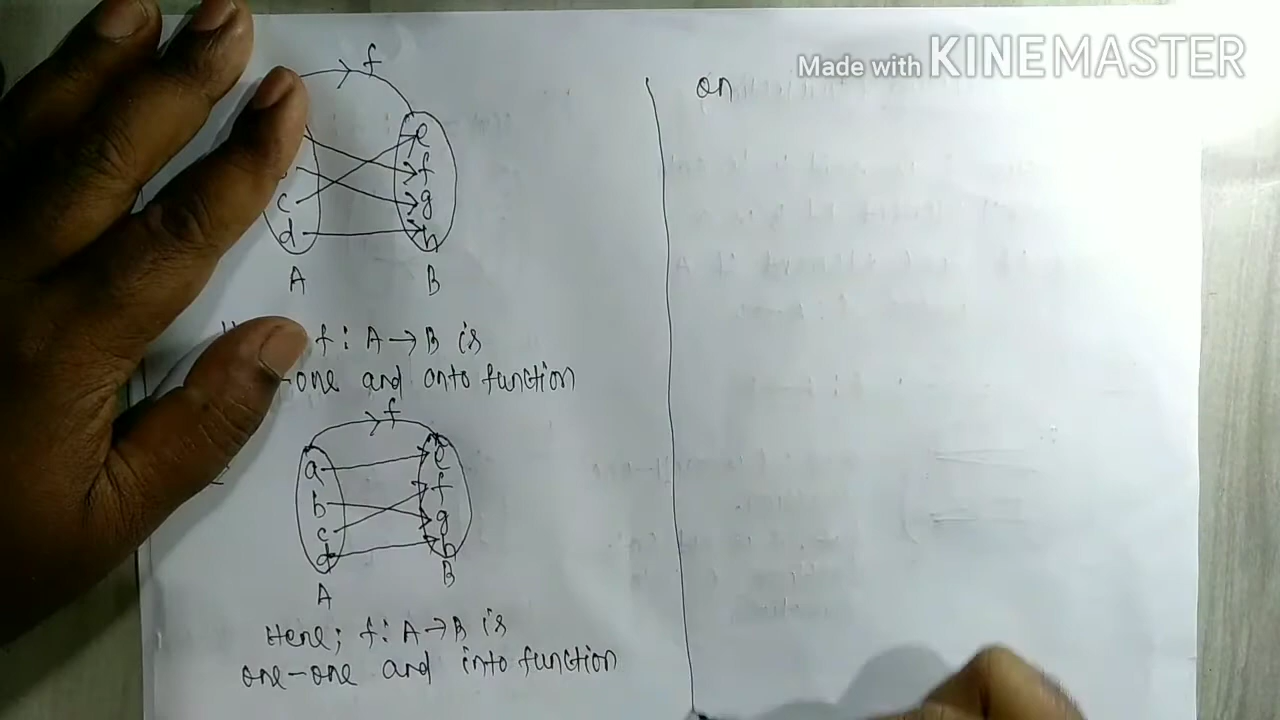 Made with KINEMASTER
f
e
f
c g
d h
A B
f : A → B is
-one and onto function
f
a e
b f
c g
d h
A B
Here; f: A → B is
one-one and into function
on